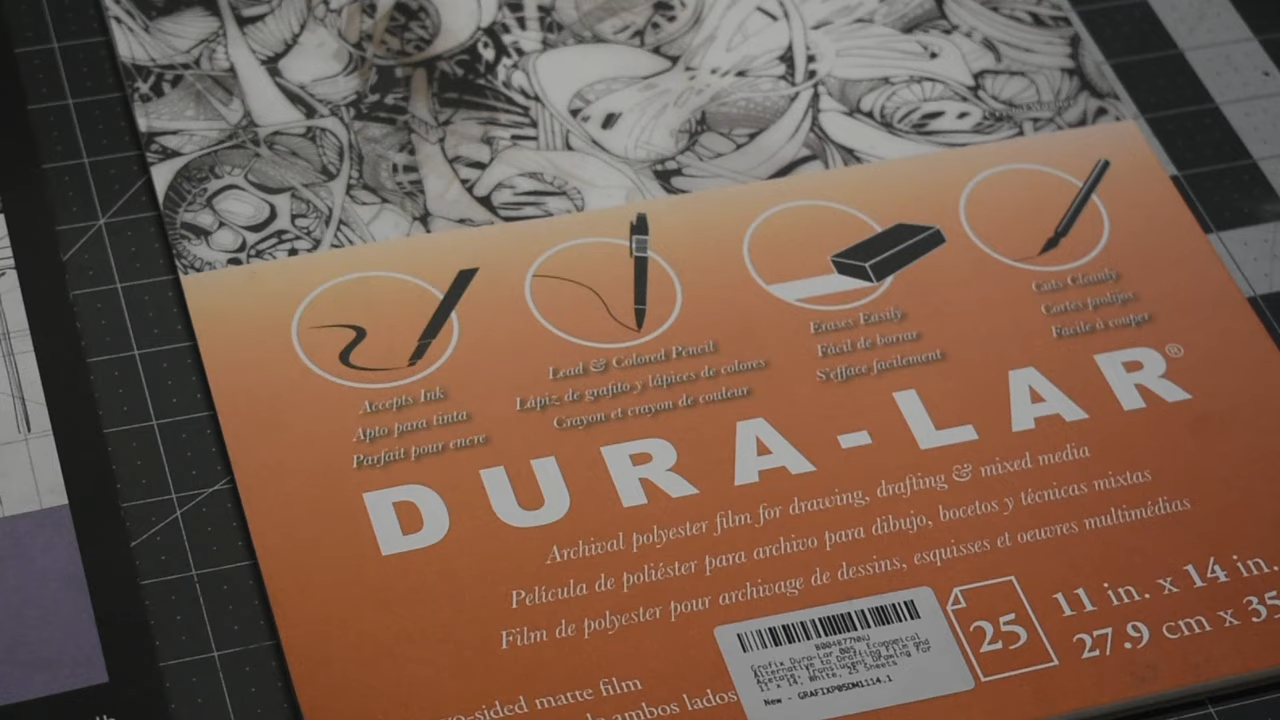 Accepts Ink
Apto para tinta
Parfait pour encre
Lead & Colored Pencil
Lápiz de grafito y lápices de colores
Crayon et crayon de couleur
Erases Easily
Fácil de borrar
S'efface facilement
Cuts Cleanly
Cortes prolijos
Facile à couper
DURA-LAR®
Archival polyester film for drawing, drafting & mixed media
Película de poliéster para archivo para dibujo, bocetos y técnicas mixtas
Film de polyester pour archivage de dessins, esquisses et oeuvres multimédias
25
11 in. x 14 in.
27.9 cm x 35
B004B77NNU
Grafix Dura-Lar 005, Economical
Alternative to Drafting Film and
Acetate, Translucent Drawing for
11 x 14, White, 25 Sheets
New - GRAFIXP05DM1114.1
o-sided matte film
ambos lados